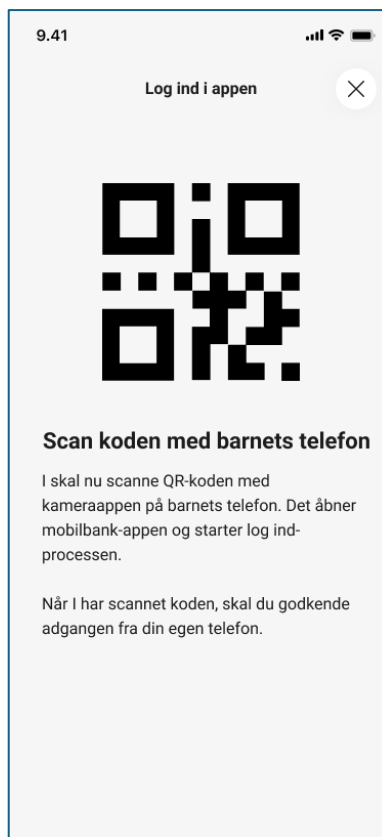 9.41
Log ind i appen
Scan koden med barnets telefon
I skal nu scanne QR-koden med
kameraappen på barnets telefon. Det åbner
mobilbank-appen og starter log ind-
processen.
Når I har scannet koden, skal du godkende
adgangen fra din egen telefon.